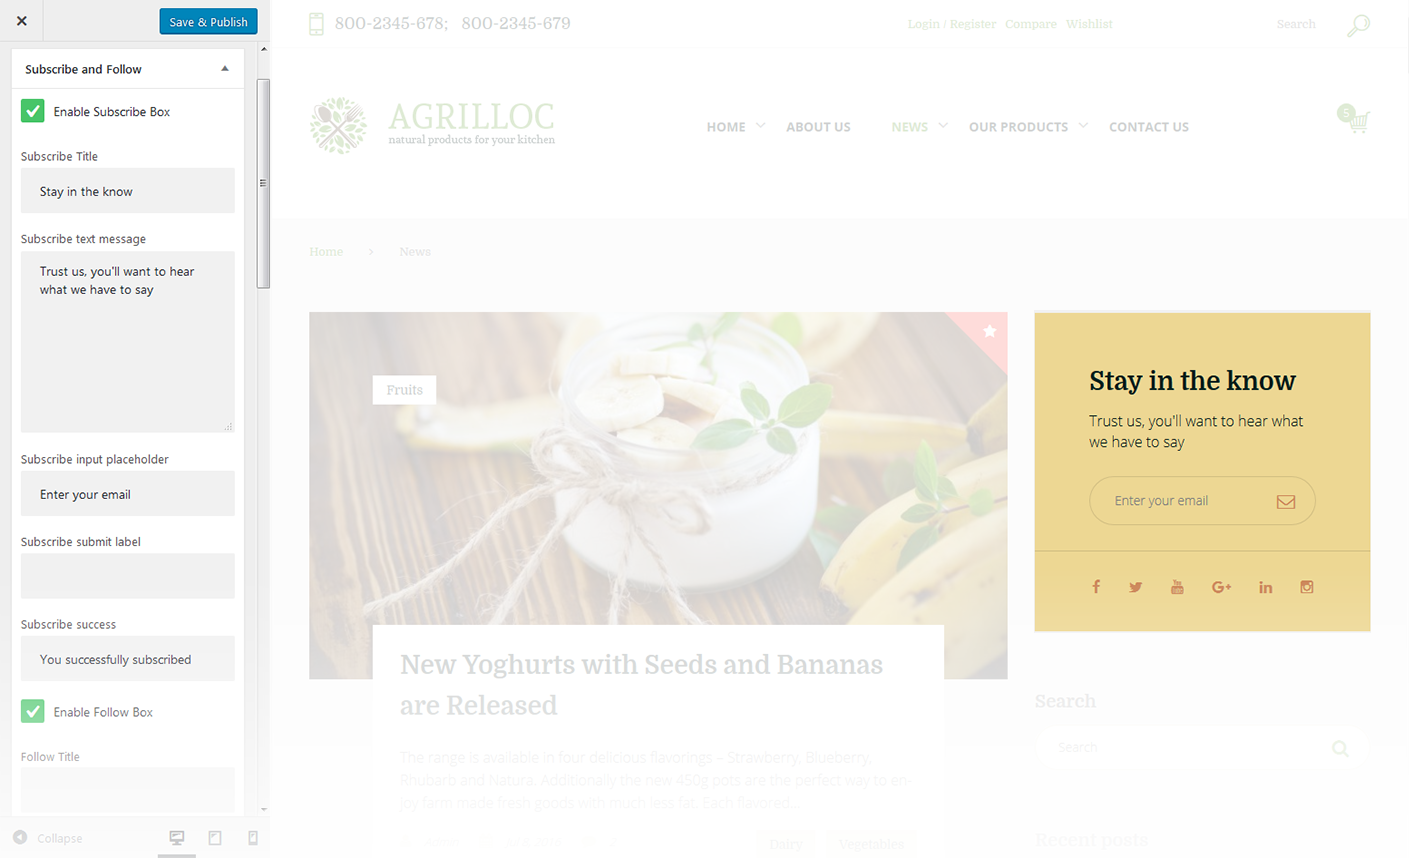 Save & Publish
Subscribe and Follow
Enable Subscribe Box
Subscribe Title
Stay in the know
Subscribe text message
Trust us, you'll want to hear
what we have to say
Subscribe input placeholder
Enter your email
Subscribe submit label
Subscribe success
You successfully subscribed
Enable Follow Box
Follow Title
Collapse
800-2345-678; 800-2345-679
Login / Register Compare Wishlist
Search
AGRILLOC
natural products for your kitchen
HOME ABOUT US NEWS OUR PRODUCTS CONTACT US
5
Home > News
Fruits
New Yoghurts with Seeds and Bananas
are Released
The range is available in four delicious flavorings – Strawberry, Blueberry,
Rhubarb and Natura. Additionally the new 450g pots are the perfect way to en-
joy farm made fresh goods with much less fat. Each flavored...
Dairy Vegetables
Stay in the know
Trust us, you'll want to hear what
we have to say
Enter your email
Search
Search
Recent posts